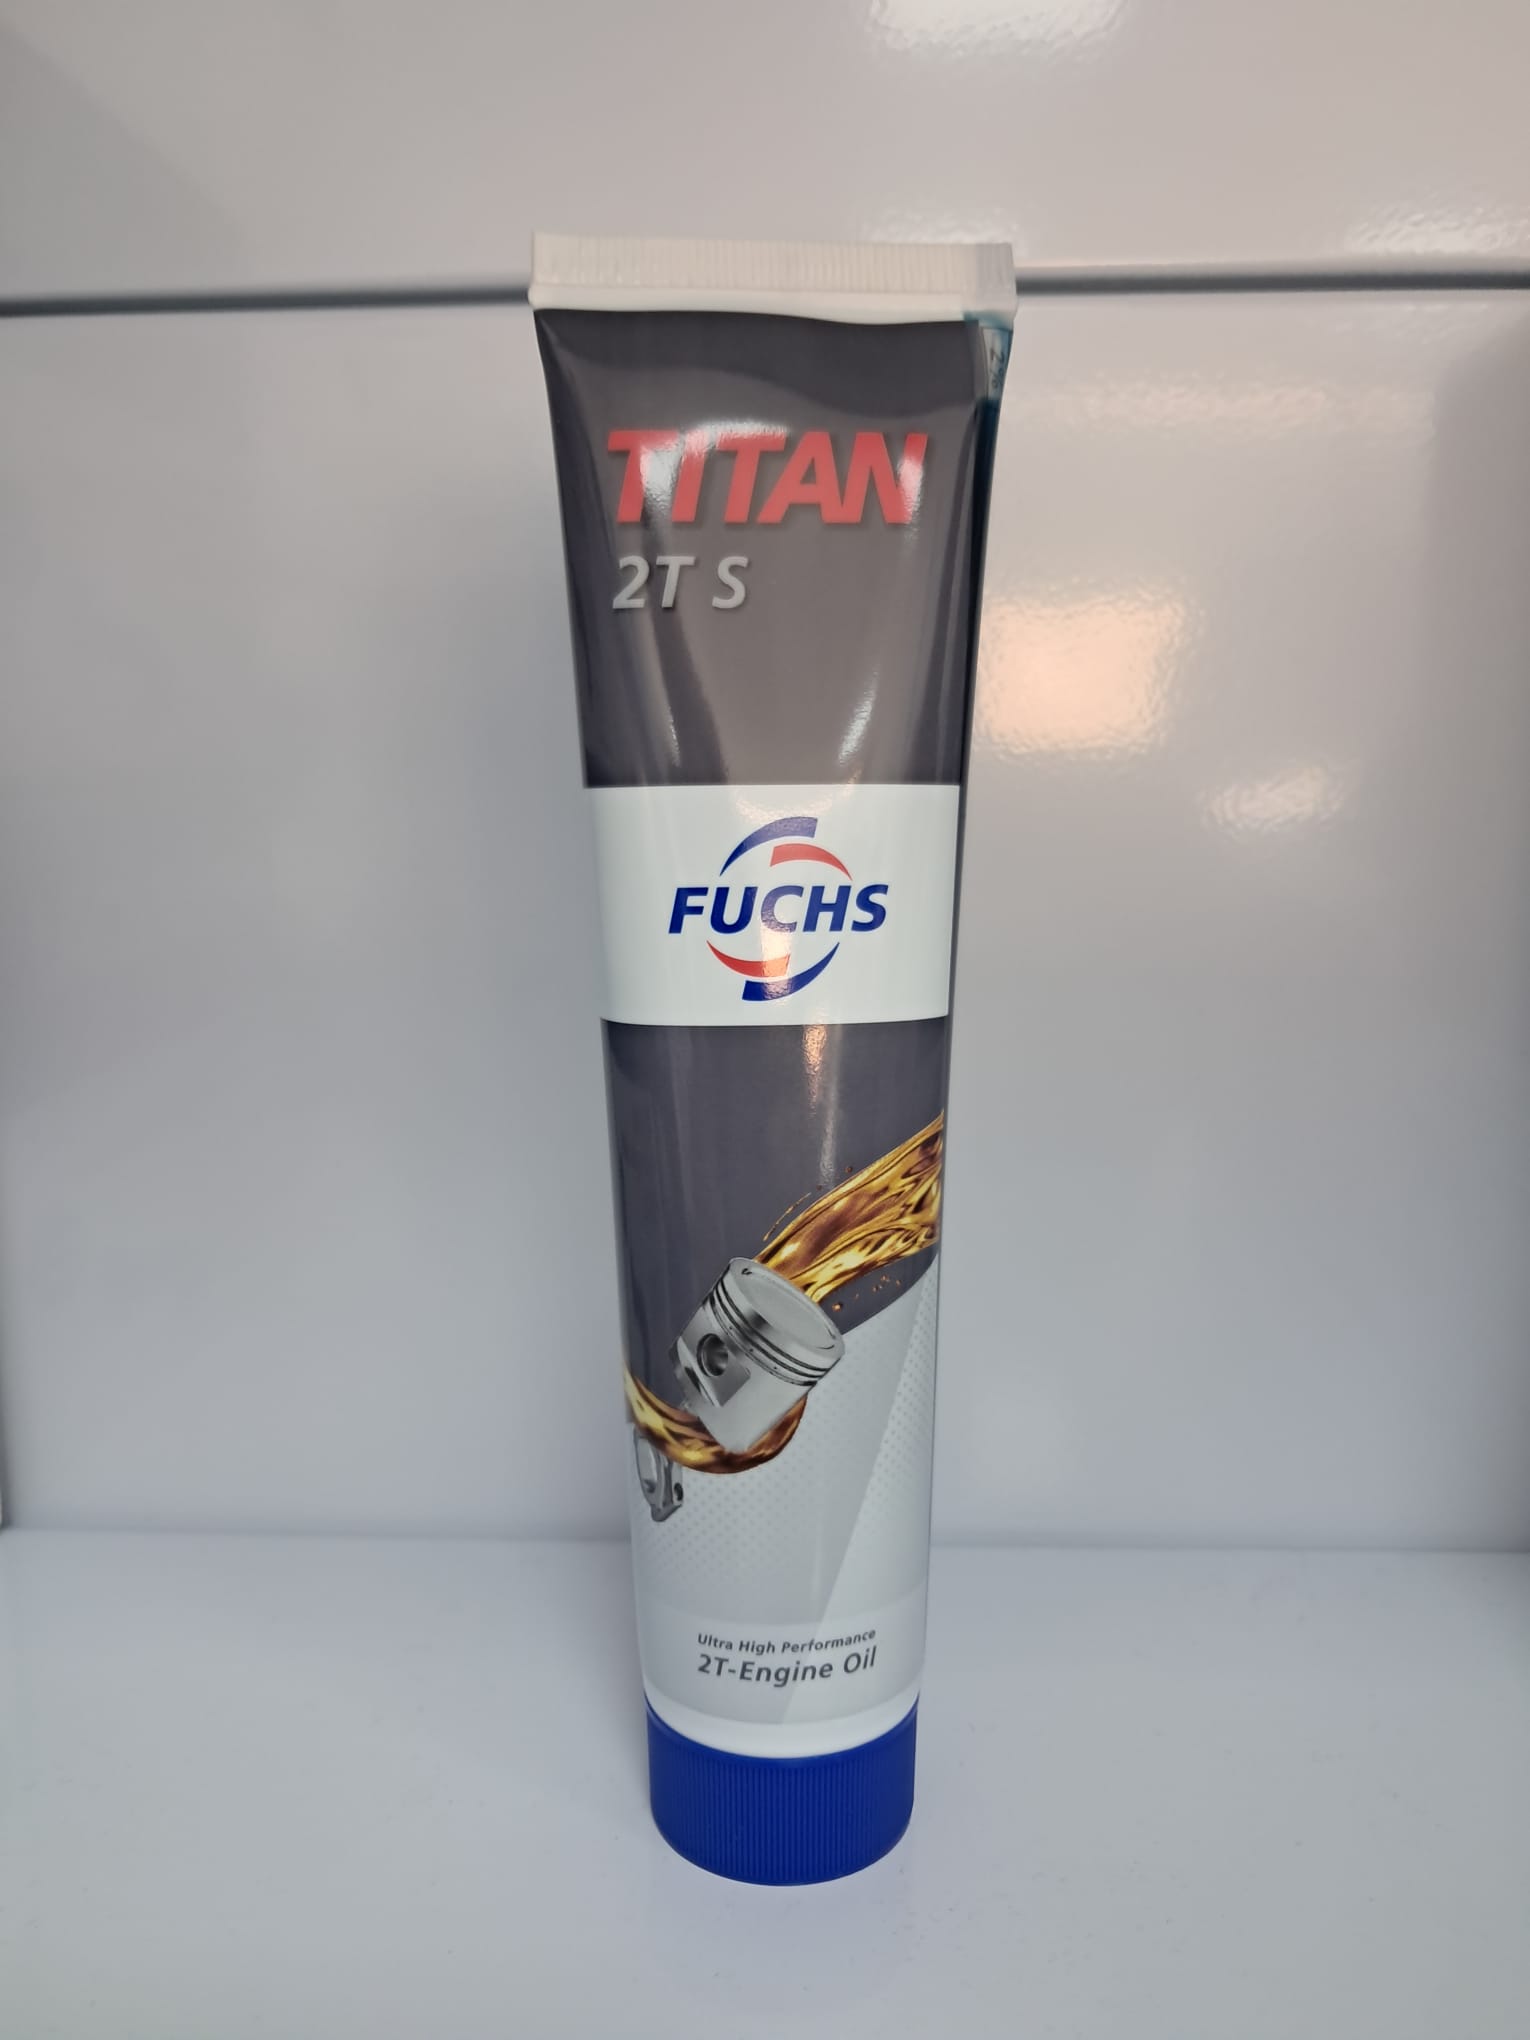 TITAN
2T S
FUCHS
Ultra High Performance
2T-Engine Oil